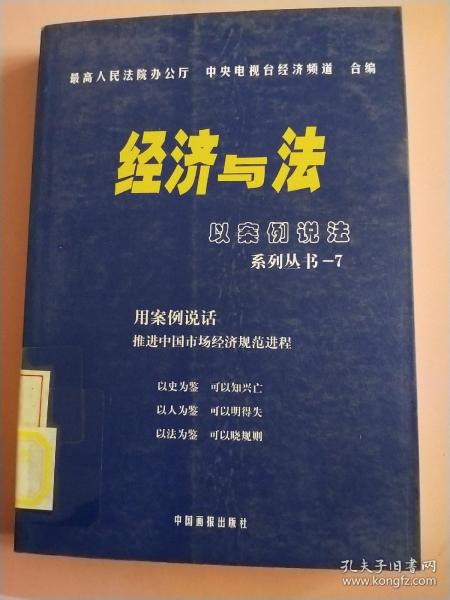 最高人民法院办公厅 中央电视台经济频道 合编
经济与法
以案例说法
系列丛书-7
用案例说话
推进中国市场经济规范进程
以史为鉴 可以知兴亡
以人为鉴 可以明得失
以法为鉴 可以晓规则
中国画报出版社
孔夫子旧书网
www.kongfz.com